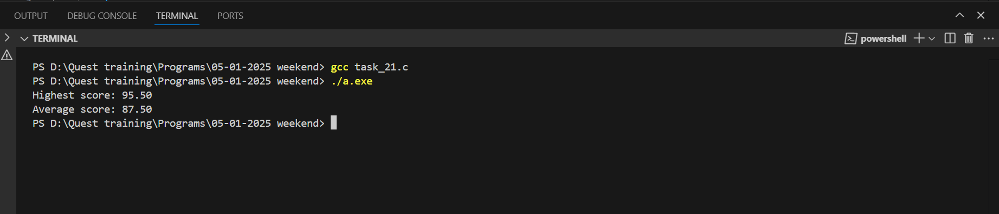 OUTPUT DEBUG CONSOLE TERMINAL PORTS
TERMINAL powershell
PS D:\Quest training\Programs\05-01-2025 weekend> gcc task_21.c
PS D:\Quest training\Programs\05-01-2025 weekend> ./a.exe
Highest score: 95.50
Average score: 87.50
PS D:\Quest training\Programs\05-01-2025 weekend>